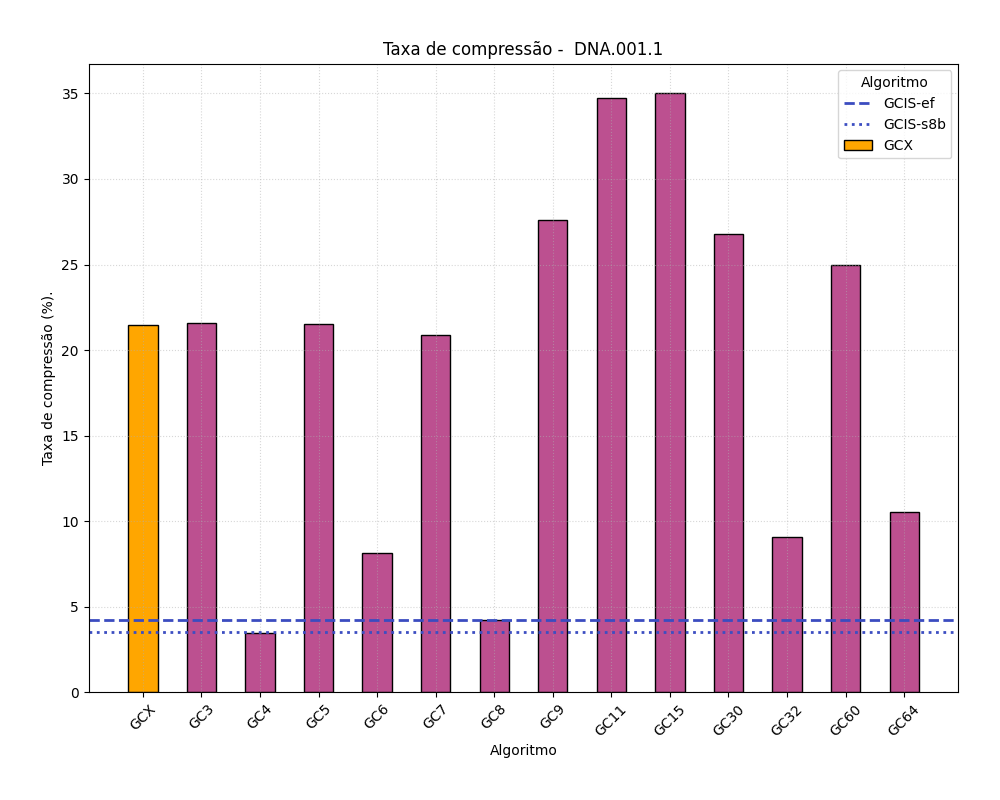 Taxa de compressão -  DNA.001.1
Algoritmo
GCIS-ef
GCIS-s8b
GCX
Taxa de compressão (%).
35
30
25
20
15
10
5
0
GCX
GC3
GC4
GC5
GC6
GC7
GC8
GC9
GC11
GC15
GC30
GC32
GC60
GC64
Algoritmo